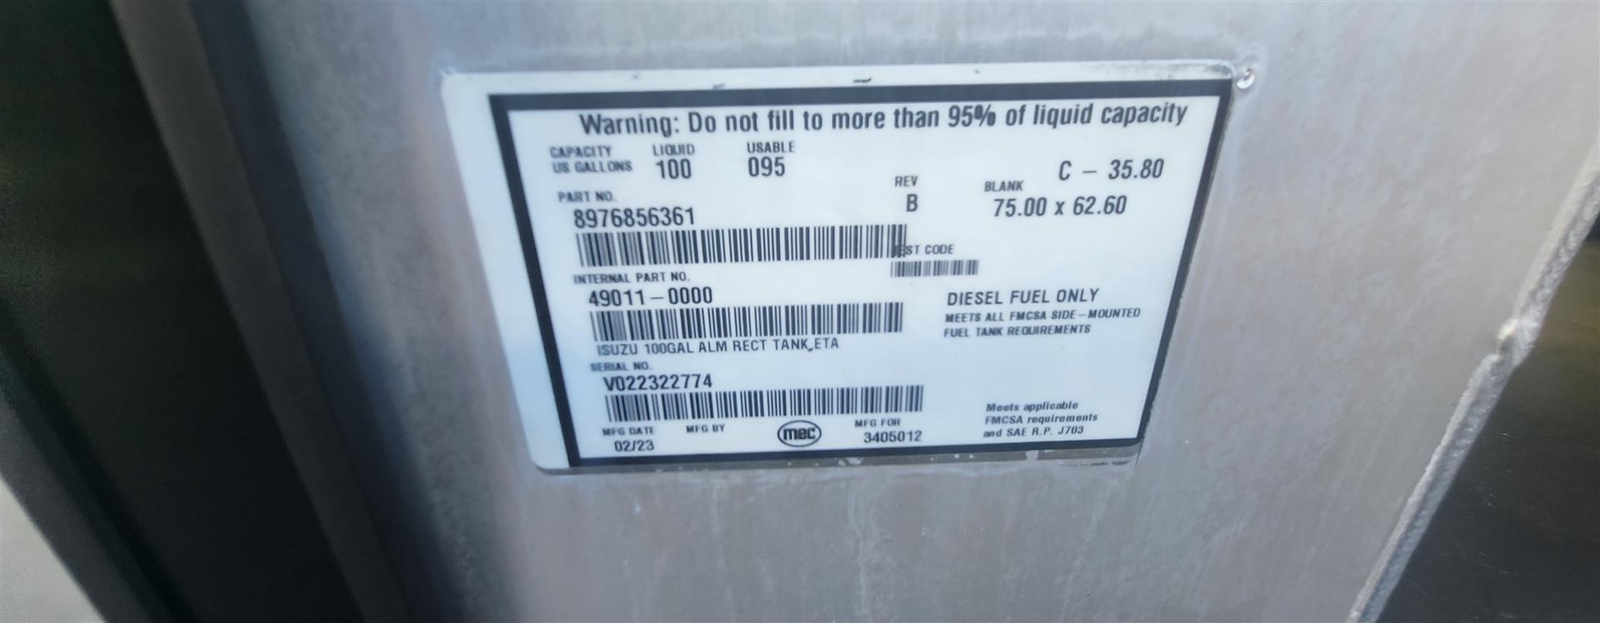 Warning: Do not fill to more than 95% of liquid capacity
CAPACITY LIQUID USABLE
US GALLONS 100 095
C - 35.80
PART NO. REV BLANK
8976856361 B 75.00 x 62.60
CODE
INTERNAL PART NO.
49011-0000
DIESEL FUEL ONLY
MEETS ALL FMCSA SIDE-MOUNTED
FUEL TANK REQUIREMENTS
ISUZU 100GAL ALM RECT TANK,ETA
SERIAL NO.
V022322774
Meets applicable
FMCSA requirements
and SAE R.P. J703
MFG DATE MFG BY mec MFG FOR
02/23 3405012